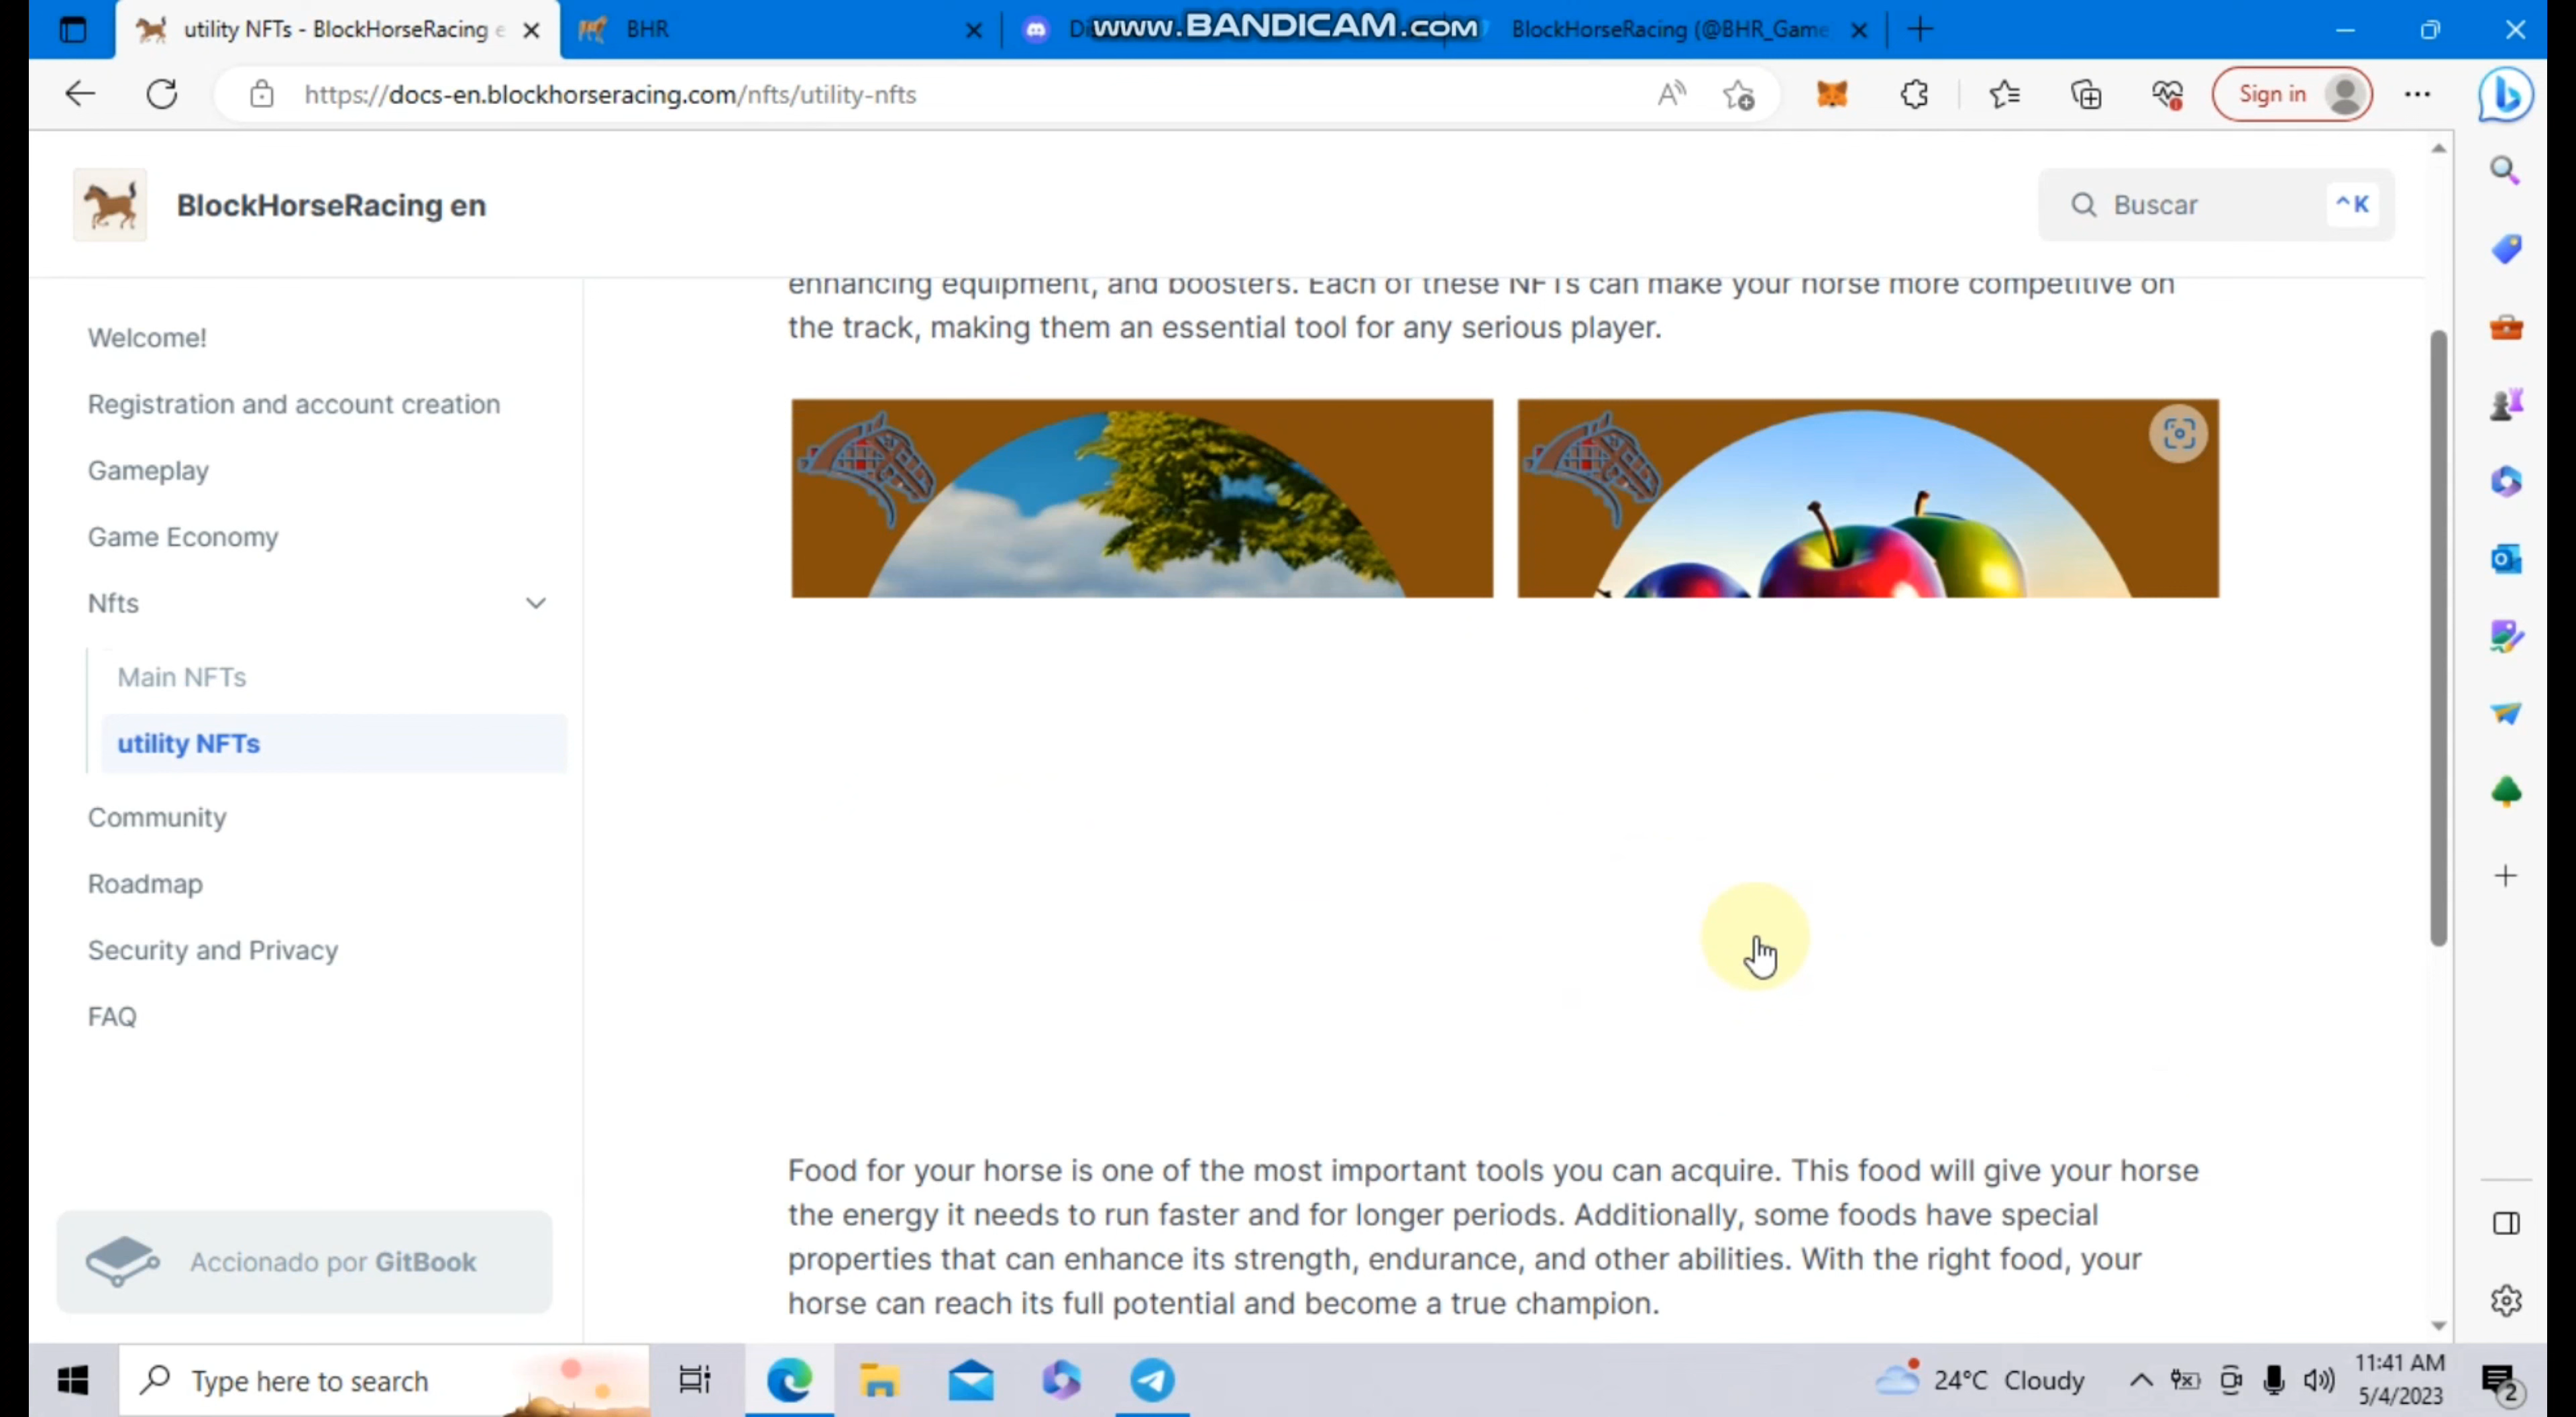 utility NFTs - BlockHorseRacing e
BHR
Di
www.BANDICAM.com
BlockHorseRacing (@BHR_Game
https://docs-en.blockhorseracing.com/nfts/utility-nfts
Sign in
BlockHorseRacing en
Buscar
^K
Welcome!
Registration and account creation
Gameplay
Game Economy
Nfts
Main NFTs
utility NFTs
Community
Roadmap
Security and Privacy
FAQ
Accionado por GitBook
enhancing equipment, and boosters. Each of these NFTs can make your horse more competitive on
the track, making them an essential tool for any serious player.
Food for your horse is one of the most important tools you can acquire. This food will give your horse
the energy it needs to run faster and for longer periods. Additionally, some foods have special
properties that can enhance its strength, endurance, and other abilities. With the right food, your
horse can reach its full potential and become a true champion.
Type here to search
24°C Cloudy
11:41 AM
5/4/2023
2